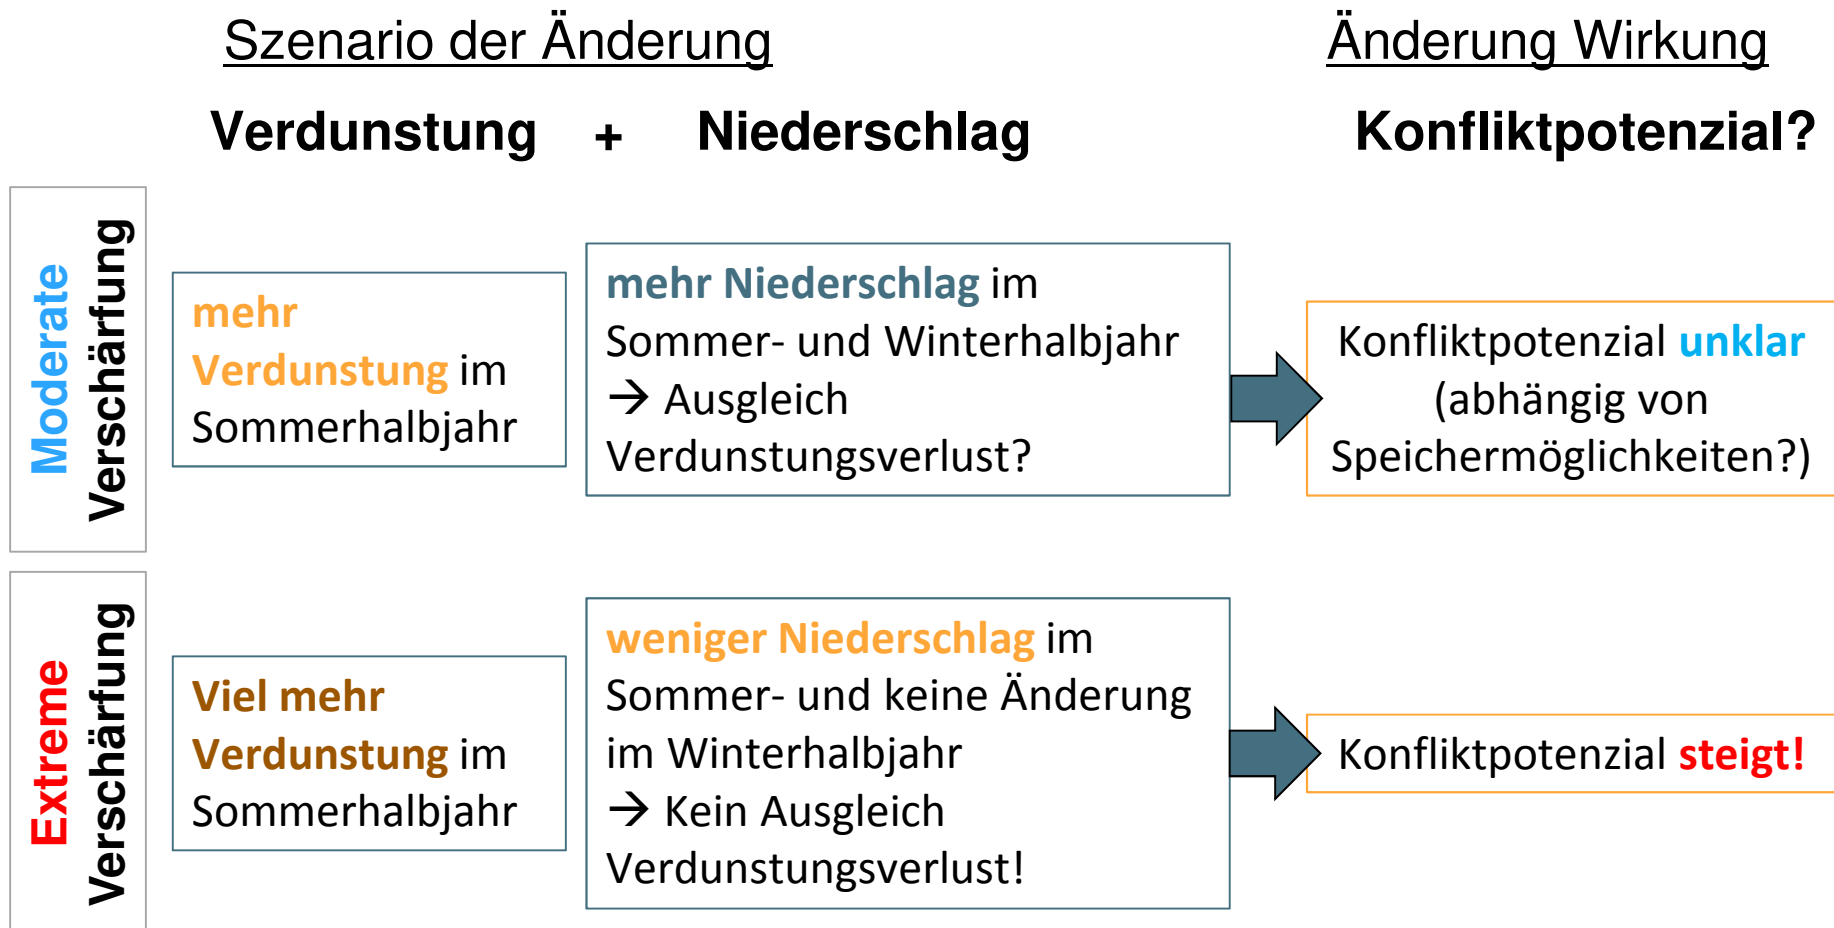 Szenario der Änderung
Änderung Wirkung
Verdunstung + Niederschlag
Konfliktpotenzial?
Moderate
Verschärfung
mehr
Verdunstung im
Sommerhalbjahr
mehr Niederschlag im
Sommer- und Winterhalbjahr
→ Ausgleich
Verdunstungsverlust?
Konfliktpotenzial unklar
(abhängig von
Speichermöglichkeiten?)
Extreme
Verschärfung
Viel mehr
Verdunstung im
Sommerhalbjahr
weniger Niederschlag im
Sommer- und keine Änderung
im Winterhalbjahr
→ Kein Ausgleich
Verdunstungsverlust!
Konfliktpotenzial steigt!